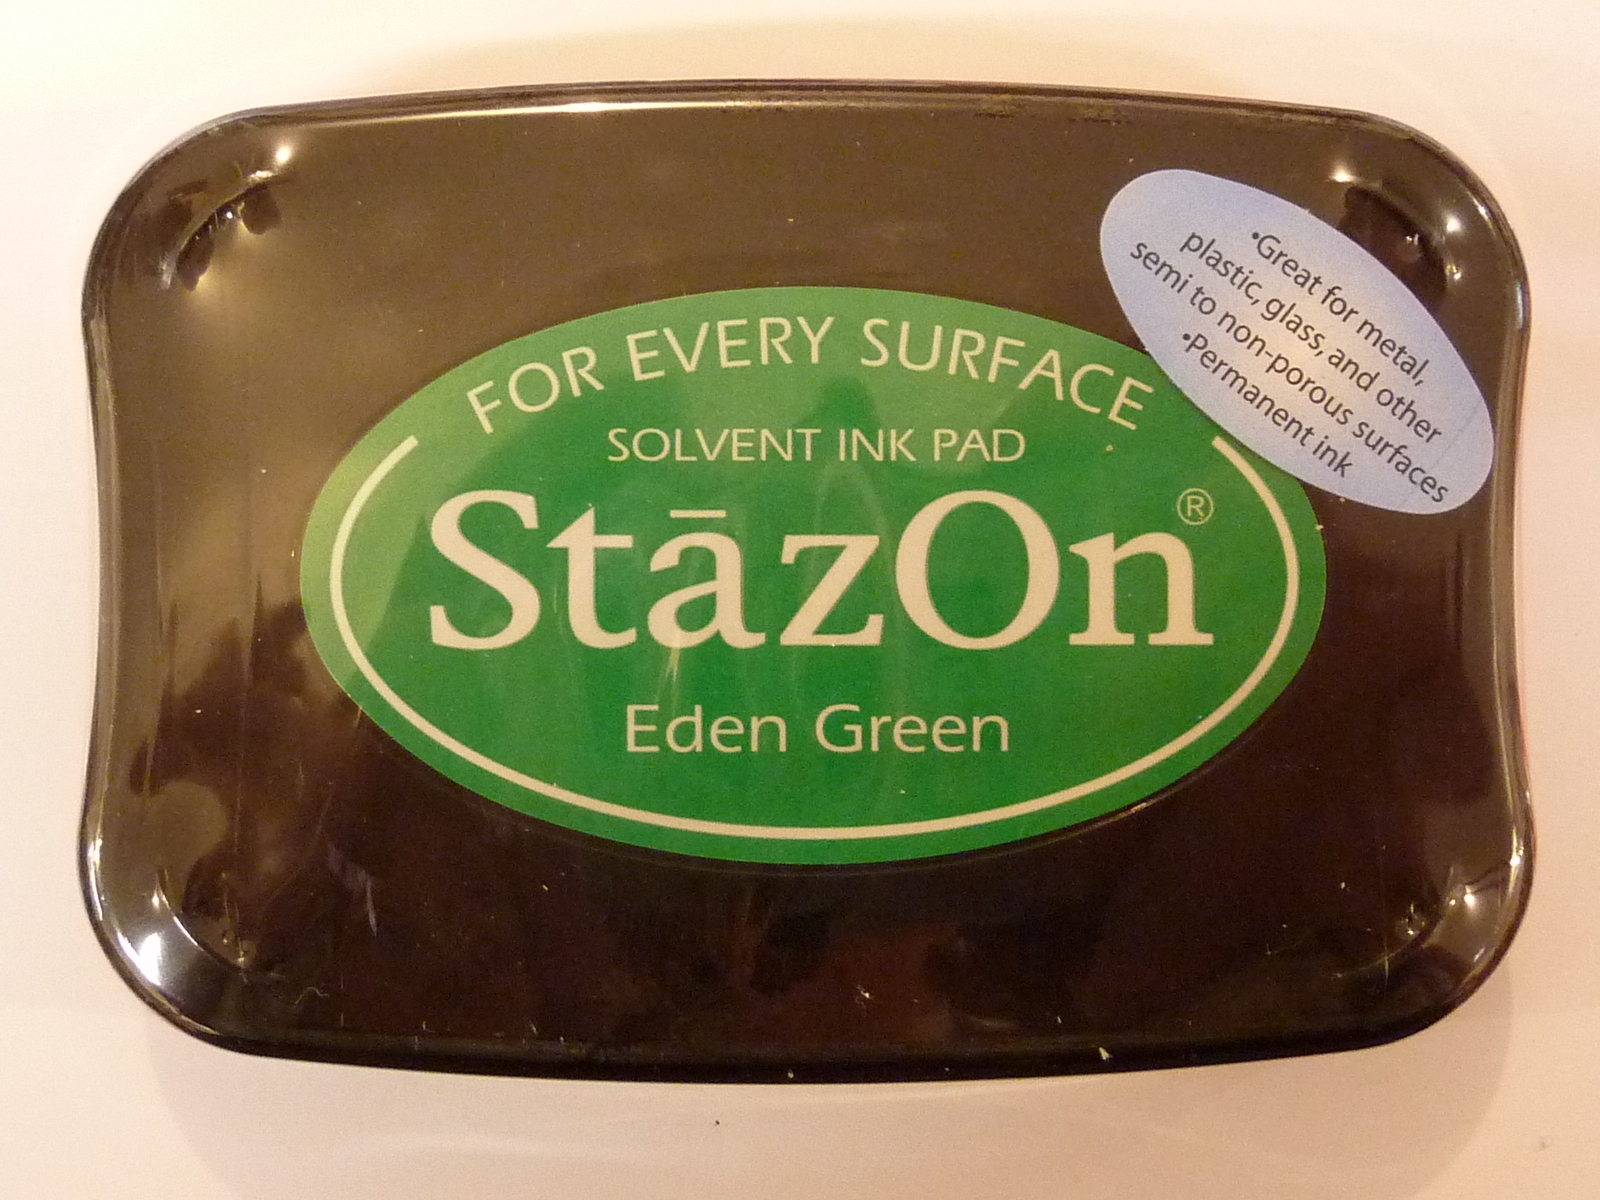 FOR EVERY SURFACE
SOLVENT INK PAD
StāzOn®
Eden Green
•Great for metal,
plastic, glass, and other
semi to non-porous surfaces
•Permanent ink